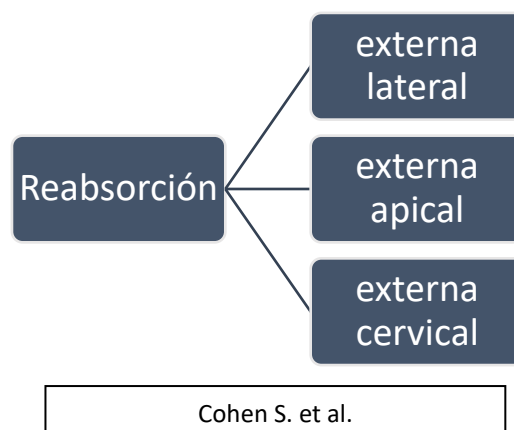 Reabsorción
externa
lateral
externa
apical
externa
cervical
Cohen S. et al.